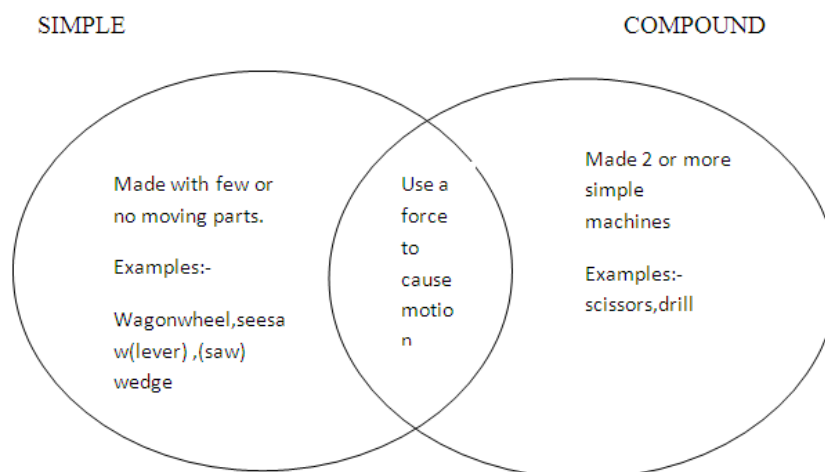 SIMPLE
COMPOUND
Made with few or
no moving parts.
Examples:-
Wagonwheel,seesa
w(lever) ,(saw)
wedge
Use a
force
to
cause
motio
n
Made 2 or more
simple
machines
Examples:-
scissors,drill